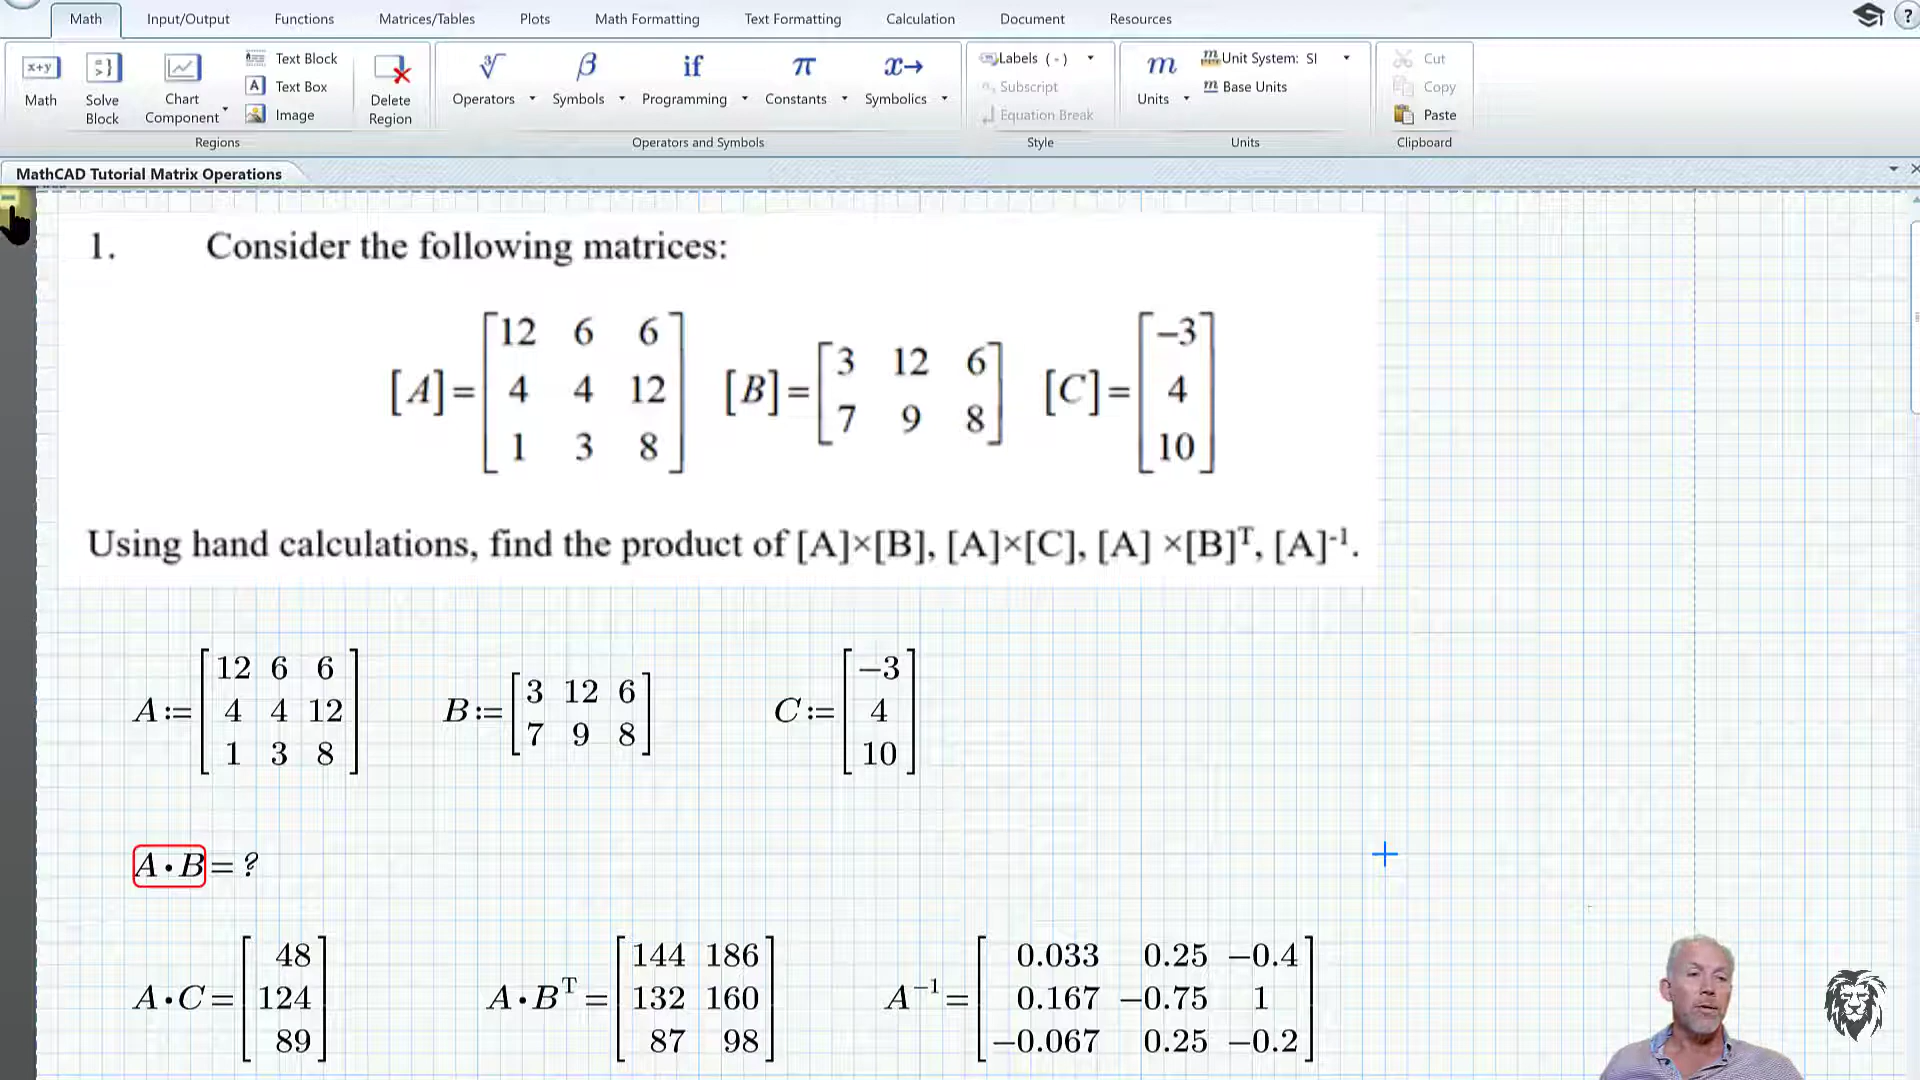 Math Input/Output Functions Matrices/Tables Plots Math Formatting Text Formatting Calculation Document Resources ?
x+y Math
Solve Block
Chart Component
Text Block
A Text Box
Image
Delete Region
Regions
∛ Operators
β Symbols
if Programming
π Constants
x→ Symbolics
Operators and Symbols
Labels (-)
Subscript
Equation Break
Style
m Units
Unit System: SI
m Base Units
Units
Cut
Copy
Paste
Clipboard
MathCAD Tutorial Matrix Operations
1. Consider the following matrices:
[A]= [12 6 6
4 4 12
1 3 8]
[B]= [3 12 6
7 9 8]
[C]= [−3
4
10]
Using hand calculations, find the product of [A]×[B], [A]×[C], [A] ×[B]ᵀ, [A]⁻¹.
A:= [12 6 6
4 4 12
1 3 8]
B:= [3 12 6
7 9 8]
C:= [−3
4
10]
A·B=?
A·C= [48
124
89]
A·Bᵀ= [144 186
132 160
87 98]
A⁻¹= [0.033 0.25 −0.4
0.167 −0.75 1
−0.067 0.25 −0.2]